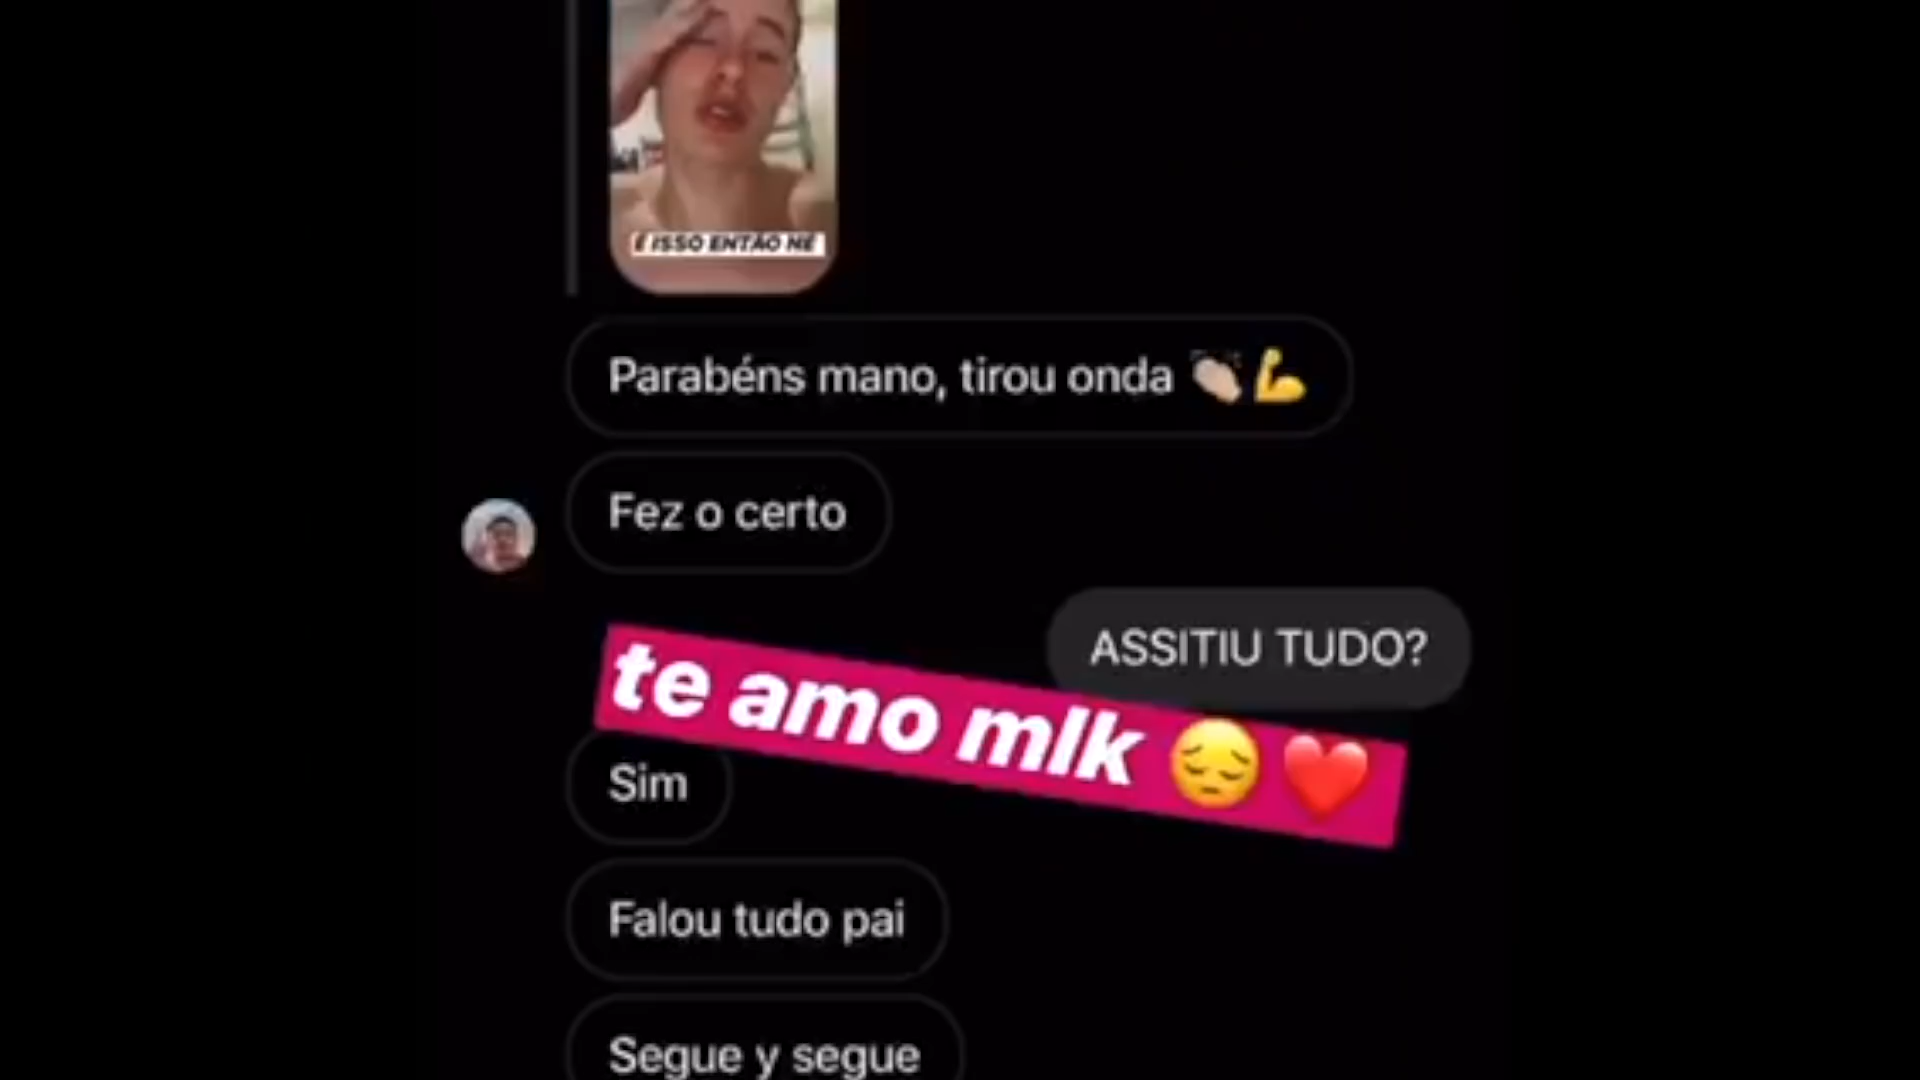 É ISSO ENTÃO NÉ
Parabéns mano, tirou onda 👏🏻💪
Fez o certo
ASSITIU TUDO?
te amo mlk 😔❤️
Sim
Falou tudo pai
Segue y segue